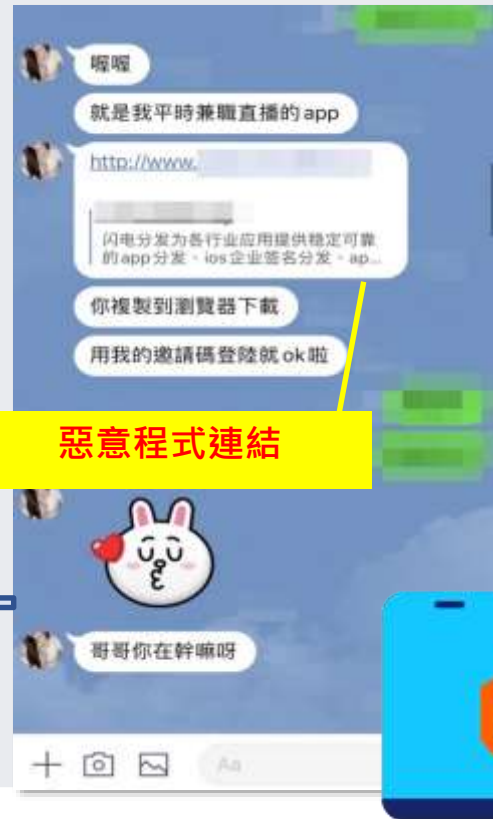 喔喔
就是我平時兼職直播的app
http://www.
闪电分发为各行业应用提供稳定可靠
的app分发、ios企业签名分发、ap...
你複製到瀏覽器下載
用我的邀請碼登陸就ok啦
惡意程式連結
哥哥你在幹嘛呀
Aa